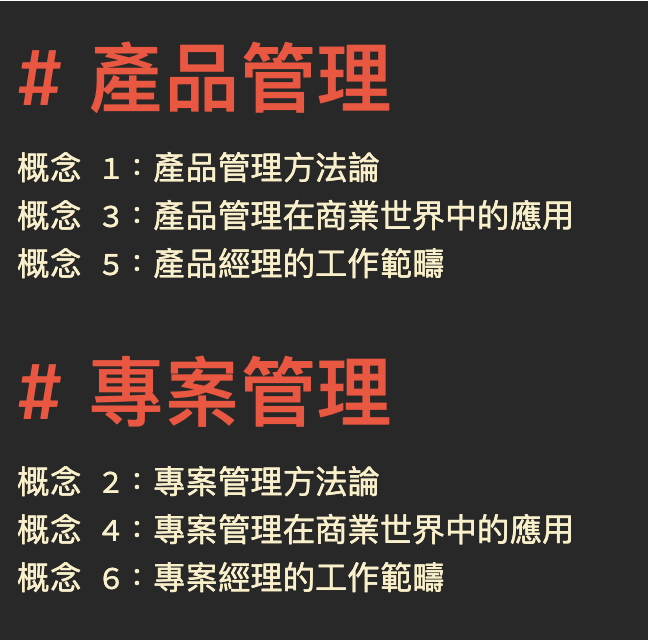 # 產品管理
概念 1：產品管理方法論
概念 3：產品管理在商業世界中的應用
概念 5：產品經理的工作範疇
# 專案管理
概念 2：專案管理方法論
概念 4：專案管理在商業世界中的應用
概念 6：專案經理的工作範疇